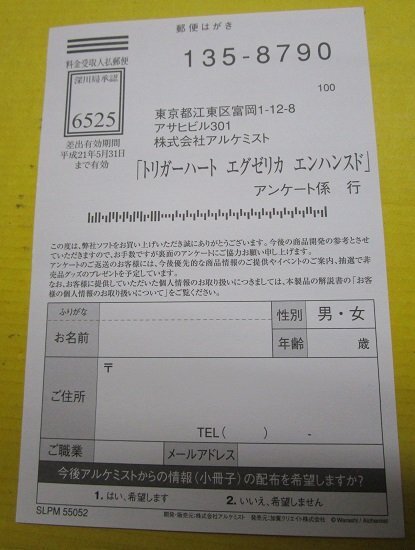 郵便はがき
135-8790
料金受取人払郵便
深川局承認
6525
差出有効期間
平成21年5月31日
まで有効
100
東京都江東区富岡1-12-8
アサヒビル301
株式会社アルケミスト
「トリガーハート エグゼリカ エンハンスド」
アンケート係 行
この度は、弊社ソフトをお買い上げいただき誠にありがとうございます。今後の商品開発の参考とさせ
ていただきますので、お手数ですが裏面のアンケートにご協力お願い申し上げます。
アンケートのご返送のお客様には、今後優先的な商品情報のご提供やイベントのご案内、抽選で非
売品グッズのプレゼントを予定しています。
なお、お客様に提供していただいた個人情報のお取り扱いにつきましては、本製品の解説書の「お客
様の個人情報のお取り扱いについて」をご覧ください。
ふりがな
お名前
性別
男・女
年齢
歳
ご住所
〒
TEL( ) -
ご職業
メールアドレス
今後アルケミストからの情報(小冊子)の配布を希望しますか?
1. はい、希望します
2. いいえ、希望しません
SLPM 55052
開発・販売元:株式会社アルケミスト 発売元:加賀クリエイト株式会社 © Warashi / Alchemist